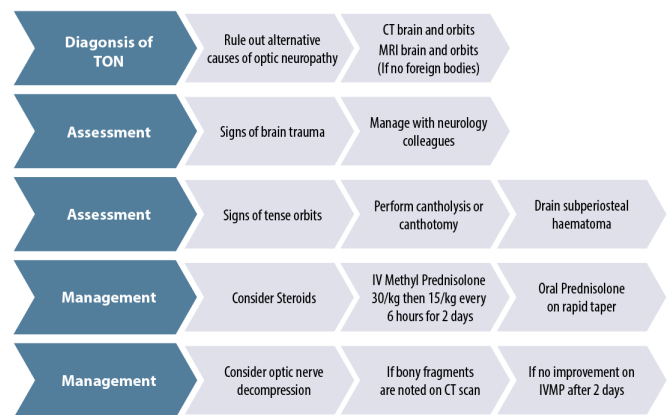 Diagonsis of
TON
Rule out alternative
causes of optic neuropathy
CT brain and orbits
MRI brain and orbits
(If no foreign bodies)
Assessment
Signs of brain trauma
Manage with neurology
colleagues
Assessment
Signs of tense orbits
Perform cantholysis or
canthotomy
Drain subperiosteal
haematoma
Management
Consider Steroids
IV Methyl Prednisolone
30/kg then 15/kg every
6 hours for 2 days
Oral Prednisolone
on rapid taper
Management
Consider optic nerve
decompression
If bony fragments
are noted on CT scan
If no improvement on
IVMP after 2 days